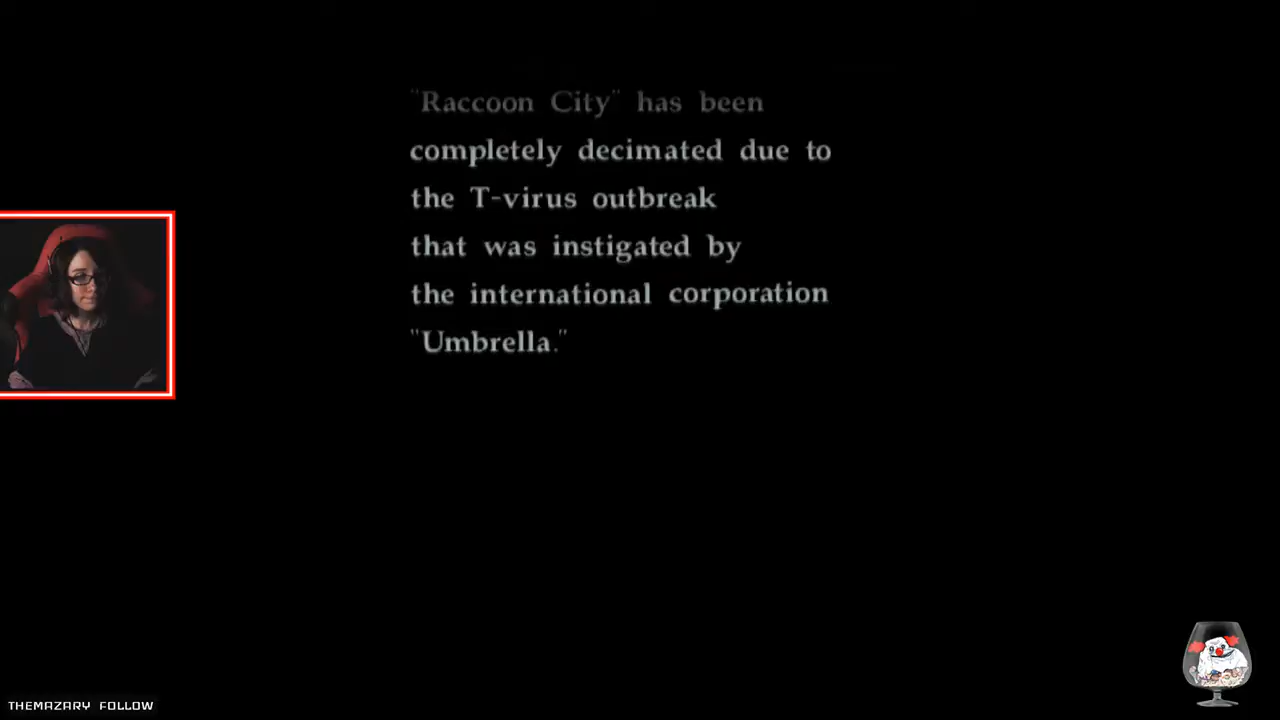 "Raccoon City" has been
completely decimated due to
the T-virus outbreak
that was instigated by
the international corporation
"Umbrella."
THEMAZARY FOLLOW